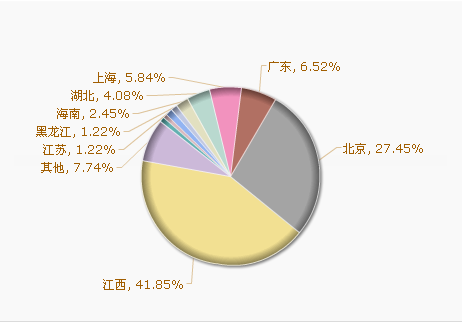 广东, 6.52%
上海, 5.84%
湖北, 4.08%
海南, 2.45%
黑龙江, 1.22%
江苏, 1.22%
其他, 7.74%
北京, 27.45%
江西, 41.85%